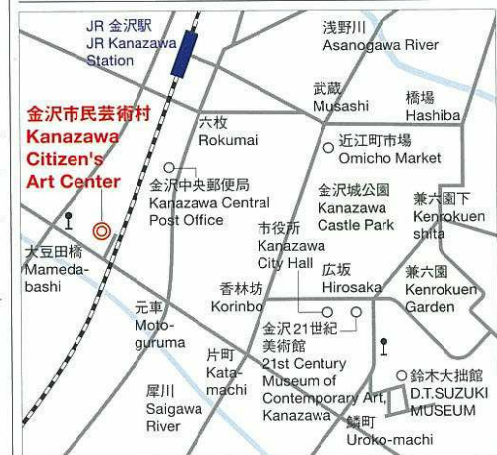 JR 金沢駅
JR Kanazawa
Station
浅野川
Asanogawa River
金沢市民芸術村
Kanazawa
Citizen's
Art Center
六枚
Rokumai
武蔵
Musashi
橋場
Hashiba
近江町市場
Omicho Market
金沢中央郵便局
Kanazawa Central
Post Office
金沢城公園
Kanazawa
Castle Park
兼六園下
Kenrokuen
shita
市役所
Kanazawa
City Hall
大豆田橋
Mameda-
bashi
広坂
Hirosaka
兼六園
Kenrokuen
Garden
香林坊
Korinbo
元車
Moto-
guruma
金沢21世紀
美術館
21st Century
Museum of
Contemporary Art,
Kanazawa
片町
Kata-
machi
犀川
Saigawa
River
鈴木大拙館
D.T.SUZUKI
MUSEUM
鱗町
Uroko-machi